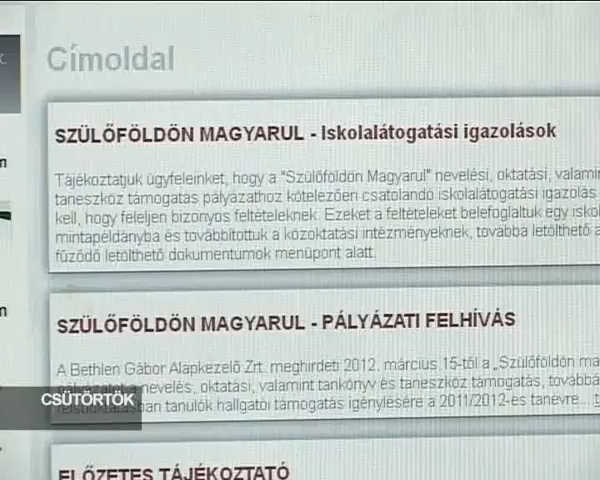 Címoldal
SZÜLŐFÖLDÖN MAGYARUL - Iskolalátogatási igazolások
Tájékoztatjuk ügyfeleinket, hogy a "Szülőföldön Magyarul" nevelési, oktatási, valamint
taneszköz támogatás pályázathoz kötelezően csatolandó iskolalátogatási igazolás
kell, hogy feleljen bizonyos feltételeknek. Ezeket a feltételeket belefoglaltuk egy
mintapéldányba és továbbítottuk a közoktatási intézményeknek, továbba letölthető a
fűződő letölthető dokumentumok menüpont alatt.
SZÜLŐFÖLDÖN MAGYARUL - PÁLYÁZATI FELHÍVÁS
A Bethlen Gábor Alapkezelő Zrt. meghirdeti 2012. március 15-től a „Szülőföldön
nevelés, oktatási, valamint tankönyv és taneszköz támogatás,
CSÜTÖRTÖK
tanulók hallgatói támogatás igénylésére a 2011/2012-es tanévre...
ELŐZETES TÁJÉKOZTATÓ